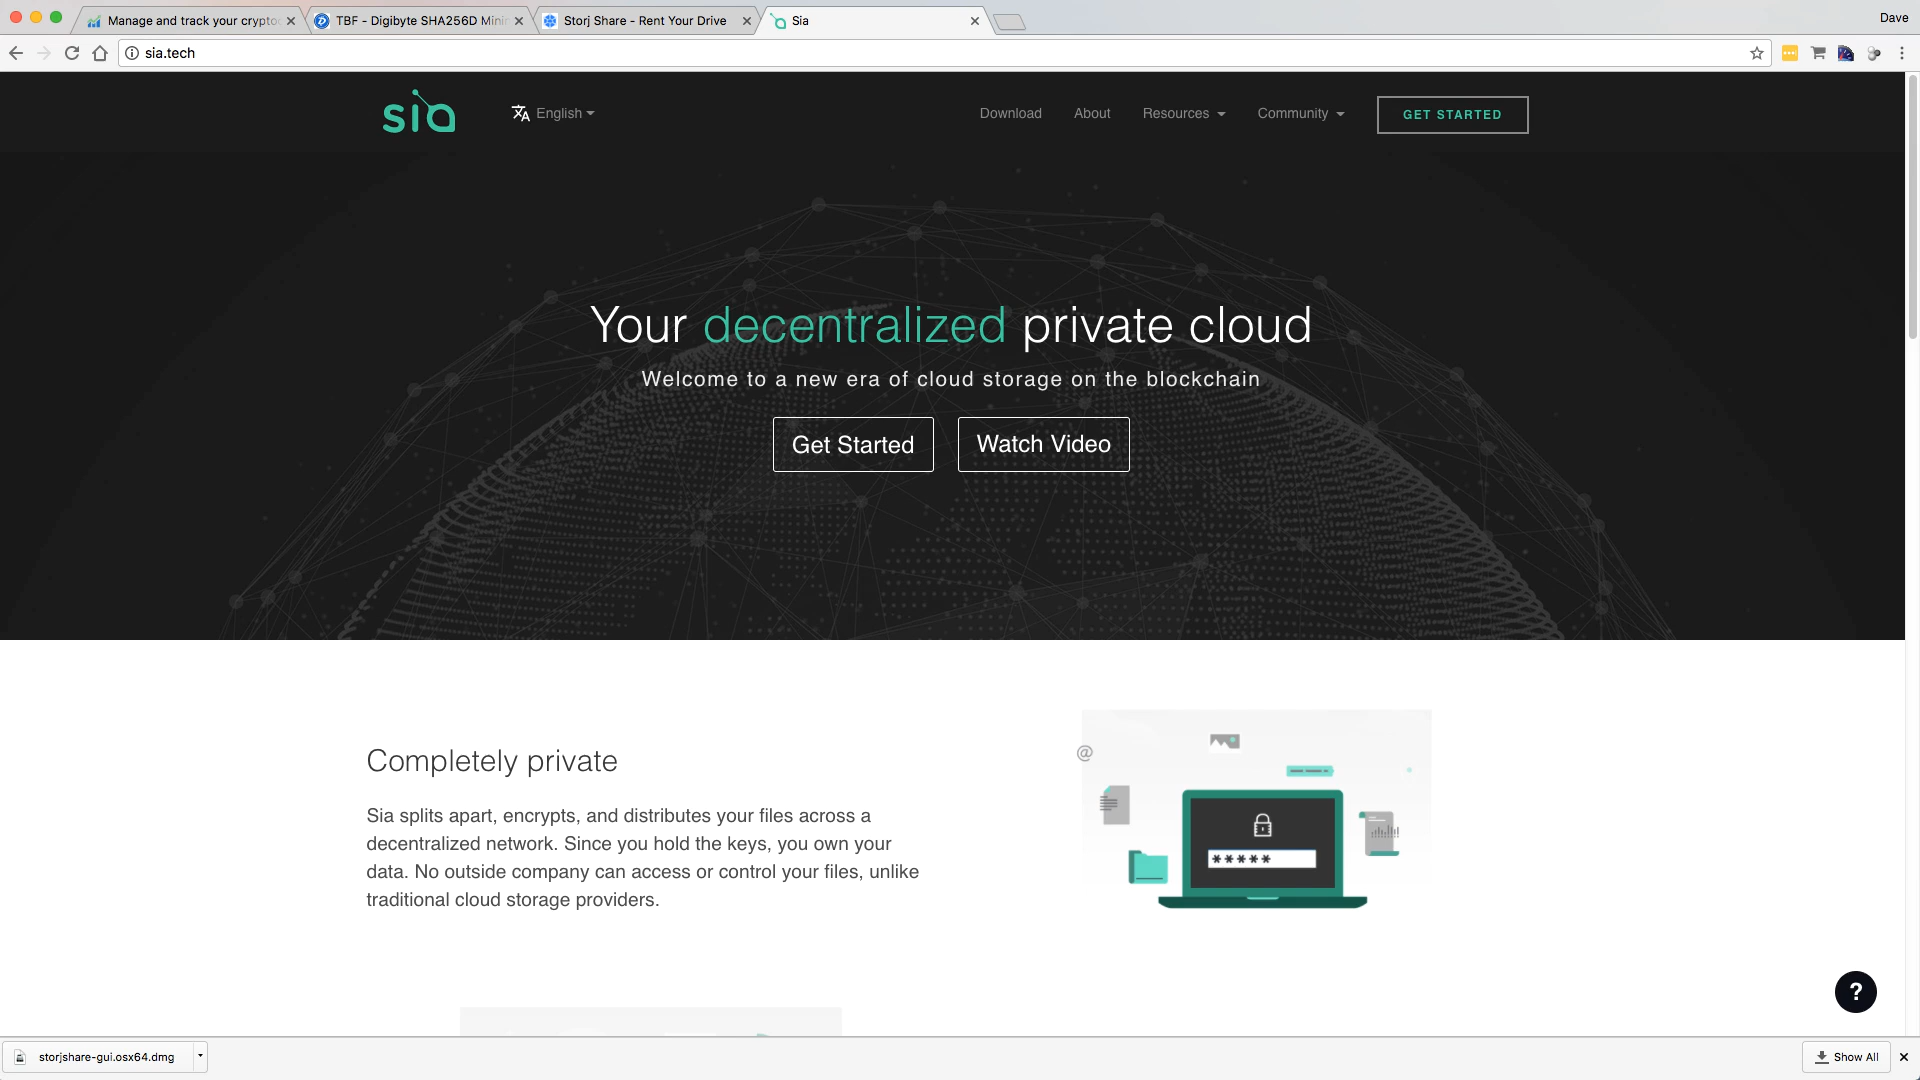 Manage and track your crypto
TBF - Digibyte SHA256D Mini
Storj Share - Rent Your Drive
Sia
Dave
sia.tech
sia
English
Download
About
Resources
Community
GET STARTED
Your decentralized private cloud
Welcome to a new era of cloud storage on the blockchain
Get Started
Watch Video
Completely private
Sia splits apart, encrypts, and distributes your files across a
decentralized network. Since you hold the keys, you own your
data. No outside company can access or control your files, unlike
traditional cloud storage providers.
@
*****
?
storjshare-gui.osx64.dmg
Show All